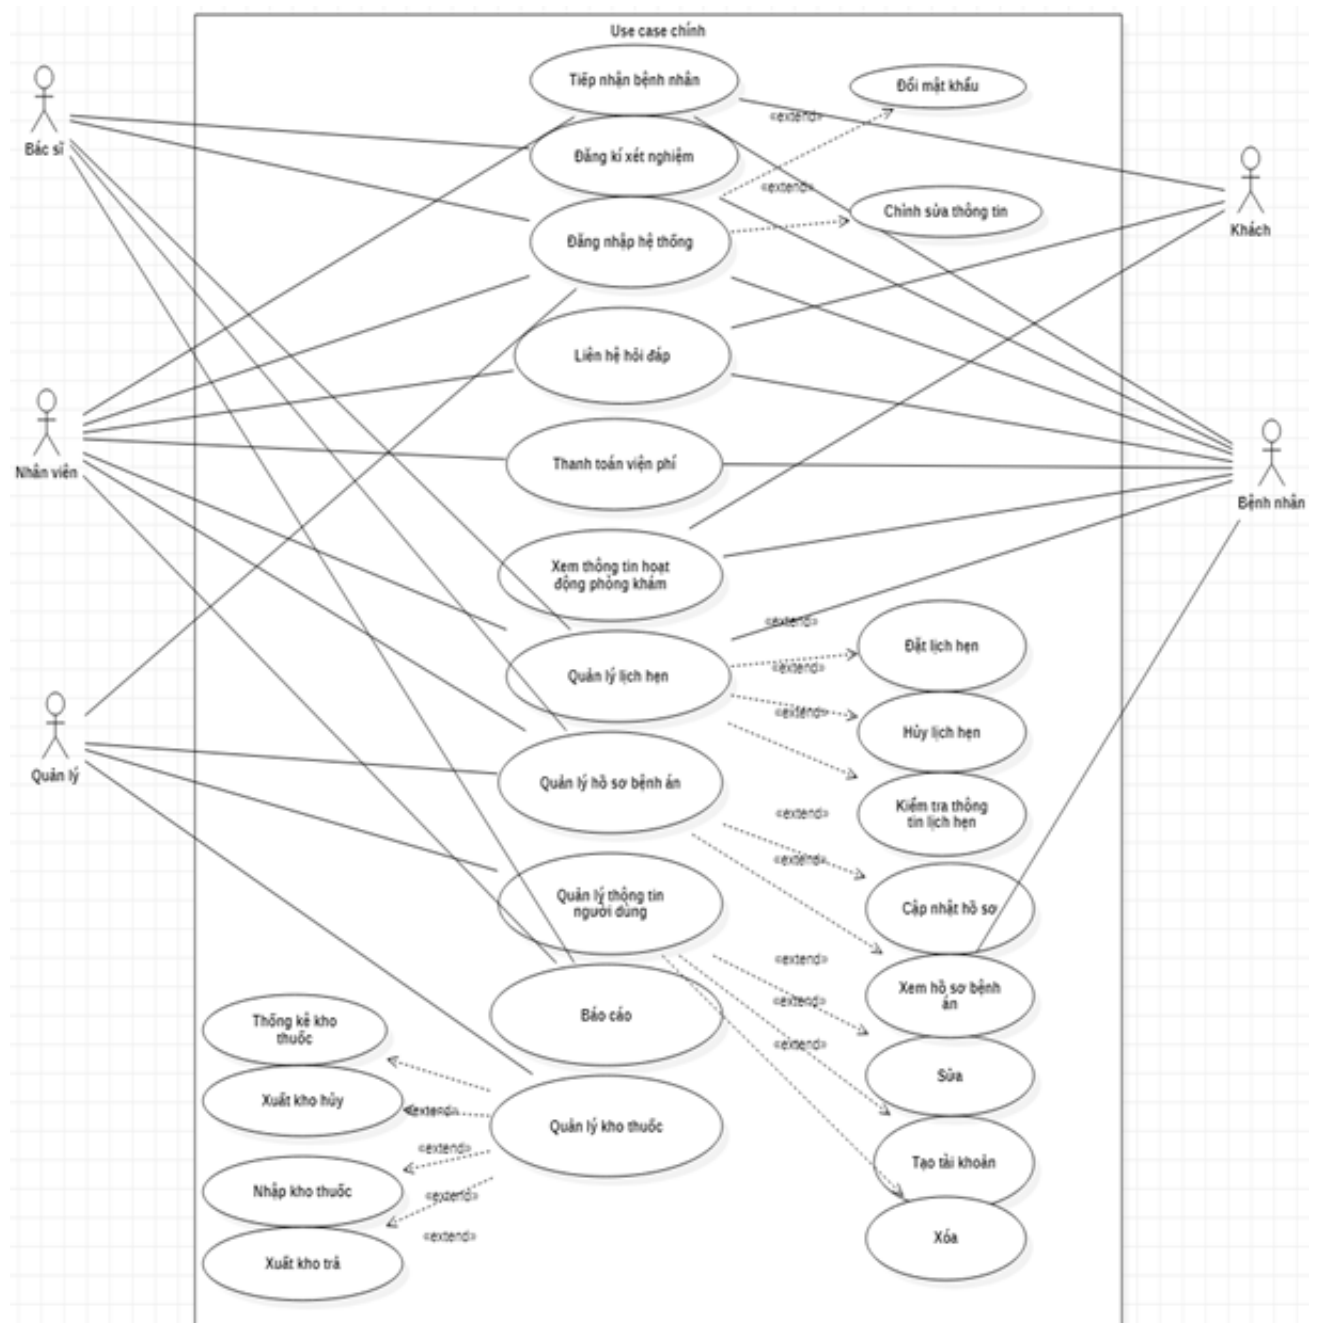 Use case chính
Tiếp nhận bệnh nhân
Đổi mật khẩu
«extend»
Bác sĩ
Đăng kí xét nghiệm
«extend»
Chỉnh sửa thông tin
Khách
Đăng nhập hệ thống
Liên hệ hỏi đáp
Nhân viên
Thanh toán viện phí
Bệnh nhân
Xem thông tin hoạt
động phòng khám
«extend»
Đặt lịch hẹn
«extend»
Quản lý lịch hẹn
«extend»
Hủy lịch hẹn
Quản lý
Quản lý hồ sơ bệnh án
Kiểm tra thông
tin lịch hẹn
«extend»
«extend»
Quản lý thông tin
người dùng
Cập nhật hồ sơ
«extend»
Xem hồ sơ bệnh
án
«extend»
Báo cáo
Thống kê kho
thuốc
«extend»
Sửa
Xuất kho hủy
«extend»
Quản lý kho thuốc
«extend»
Tạo tài khoản
Nhập kho thuốc
«extend»
«extend»
Xóa
Xuất kho trả